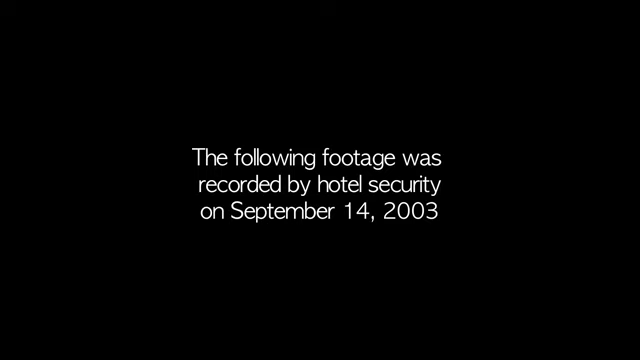 The following footage was
recorded by hotel security
on September 14, 2003